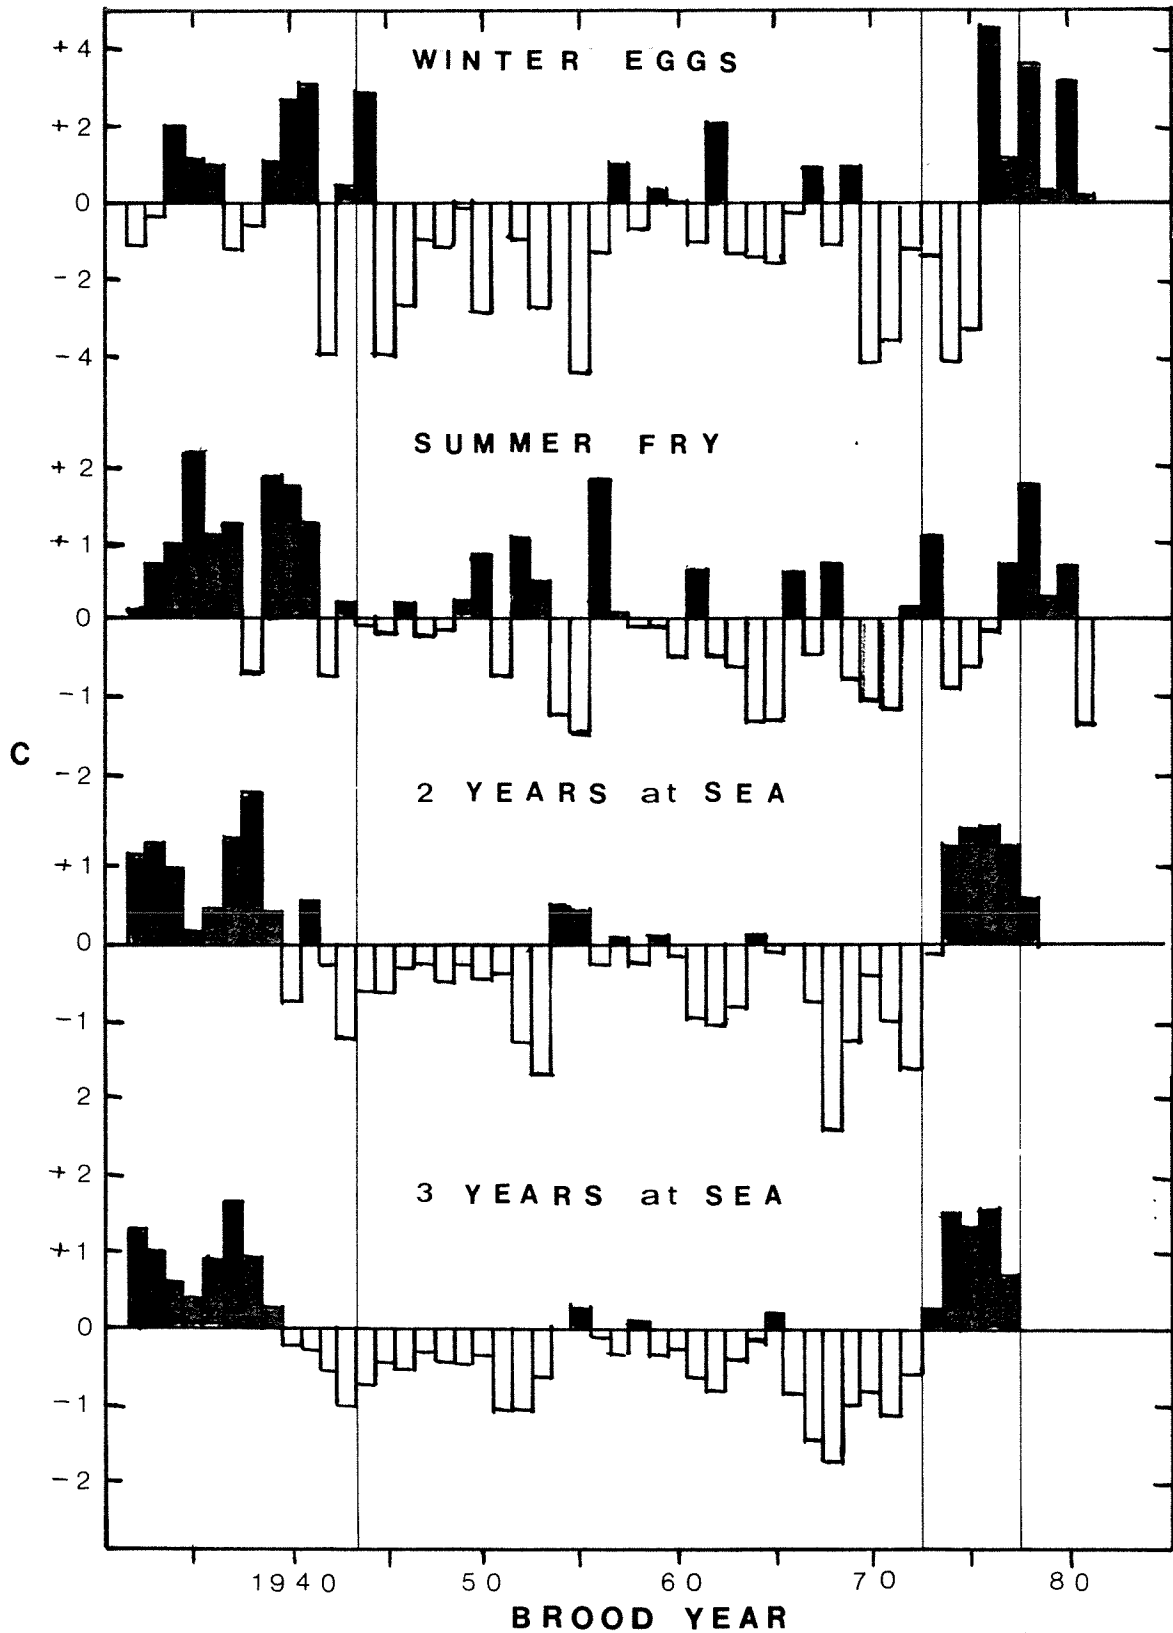 WINTER EGGS
+4
+2
0
-2
-4
SUMMER FRY
+2
+1
0
-1
-2
C
2 YEARS at SEA
+1
0
-1
2
+2
3 YEARS at SEA
+1
0
-1
-2
1940 50 60 70 80
BROOD YEAR